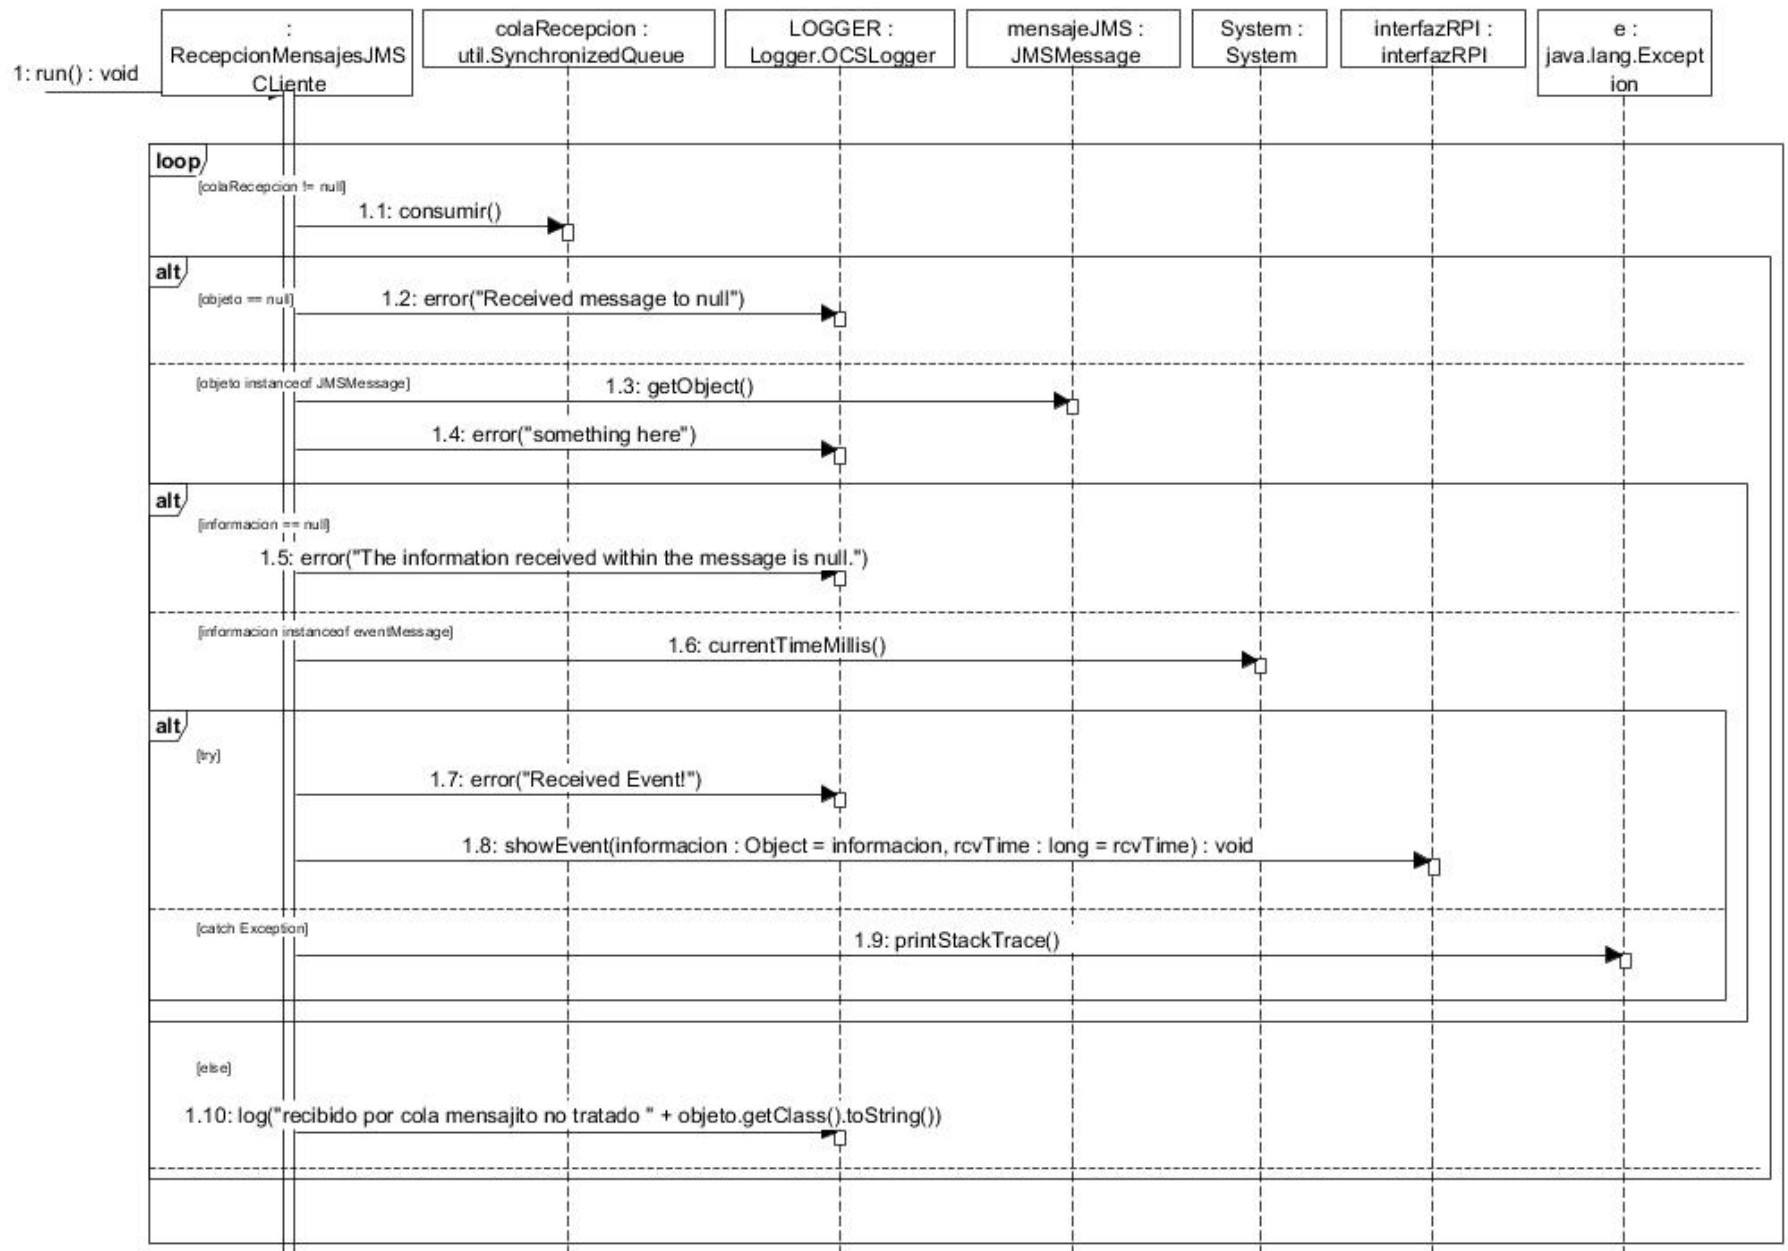 :
RecepcionMensajesJMS
CLiente
colaRecepcion :
util.SynchronizedQueue
LOGGER :
Logger.OCSLogger
mensajeJMS :
JMSMessage
System :
System
interfazRPI :
interfazRPI
e :
java.lang.Except
ion
1: run() : void
loop
[colaRecepcion != null]
1.1: consumir()
alt
[objeto == null]
1.2: error("Received message to null")
[objeto instanceof JMSMessage]
1.3: getObject()
1.4: error("something here")
alt
[informacion == null]
1.5: error("The information received within the message is null.")
[informacion instanceof eventMessage]
1.6: currentTimeMillis()
alt
[try]
1.7: error("Received Event!")
1.8: showEvent(informacion : Object = informacion, rcvTime : long = rcvTime) : void
[catch Exception]
1.9: printStackTrace()
[else]
1.10: log("recibido por cola mensajito no tratado " + objeto.getClass().toString())